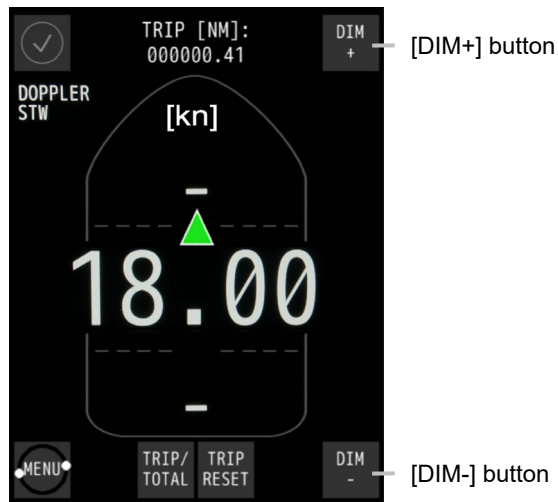 TRIP [NM]:
000000.41
DIM
+
[DIM+] button
DOPPLER
STW
[kn]
-
18.00
-
MENU
TRIP/
TOTAL
TRIP
RESET
DIM
-
[DIM-] button